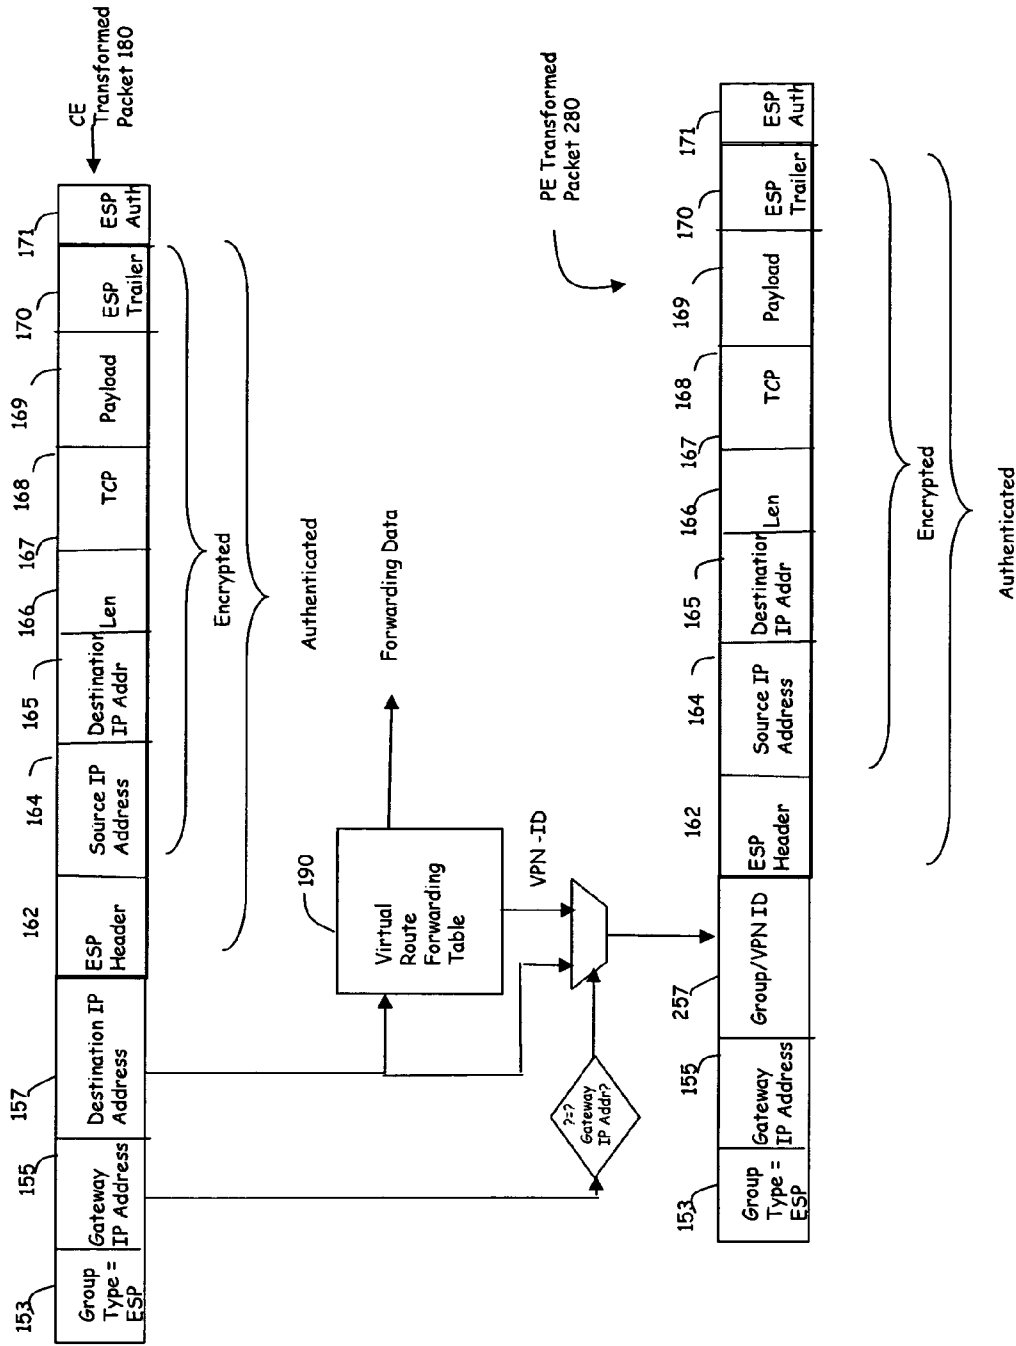 CE
Transformed
Packet 180
153
155
157
162
164
165
166
167
168
169
170
171
Group
Type =
ESP
Gateway
IP Address
Destination IP
Address
ESP
Header
Source IP
Address
Destination
IP Addr
Len
TCP
Payload
ESP
Trailer
ESP
Auth
Encrypted
Authenticated
190
Virtual
Route
Forwarding
Table
Forwarding Data
VPN -ID
?=?
Gateway
IP Addr?
PE Transformed
Packet 280
153
155
257
162
164
165
166
167
168
169
170
171
Group
Type =
ESP
Gateway
IP Address
Group/VPN ID
ESP
Header
Source IP
Address
Destination
IP Addr
Len
TCP
Payload
ESP
Trailer
ESP
Auth
Encrypted
Authenticated